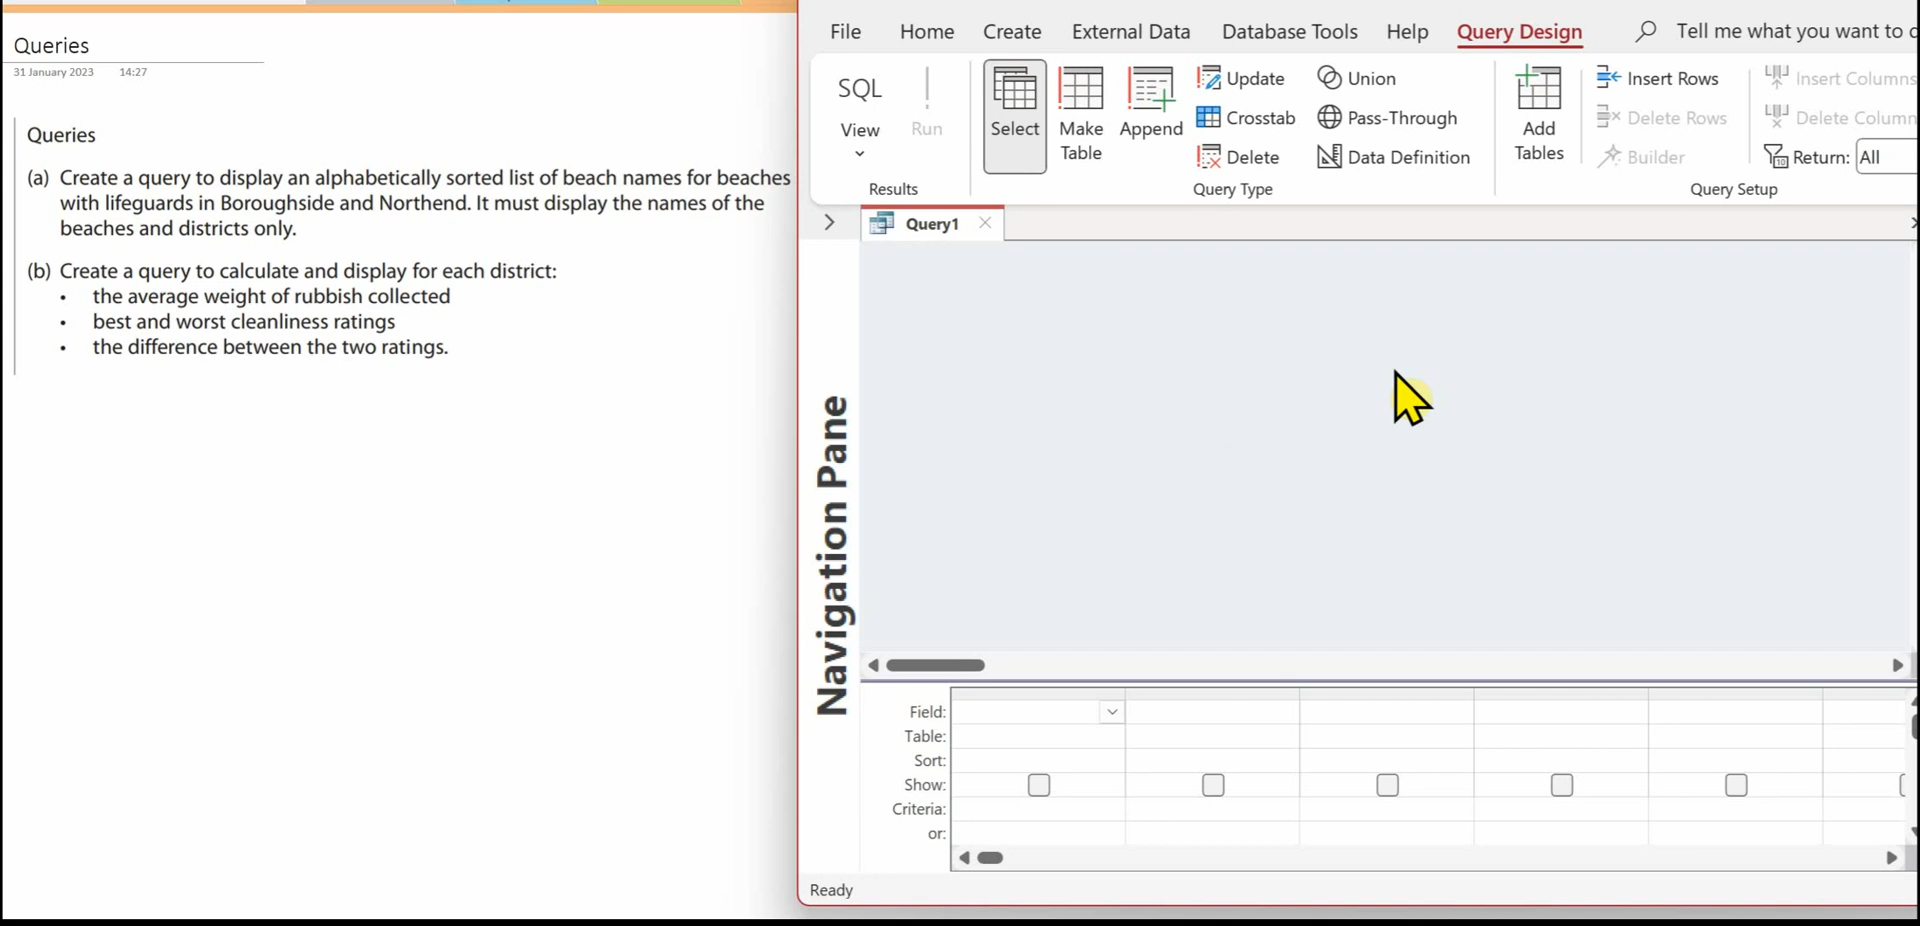 Queries
31 January 2023 14:27
Queries
(a) Create a query to display an alphabetically sorted list of beach names for beaches
with lifeguards in Boroughside and Northend. It must display the names of the
beaches and districts only.
(b) Create a query to calculate and display for each district:
• the average weight of rubbish collected
• best and worst cleanliness ratings
• the difference between the two ratings.
File Home Create External Data Database Tools Help Query Design Tell me what you want to
SQL
View
Run
Results
Select
Make
Table
Append
Update
Crosstab
Delete
Union
Pass-Through
Data Definition
Query Type
Add
Tables
Insert Rows
Delete Rows
Builder
Insert Columns
Delete Colum
Return: All
Query Setup
Query1
Navigation Pane
Field:
Table:
Sort:
Show:
Criteria:
or:
Ready